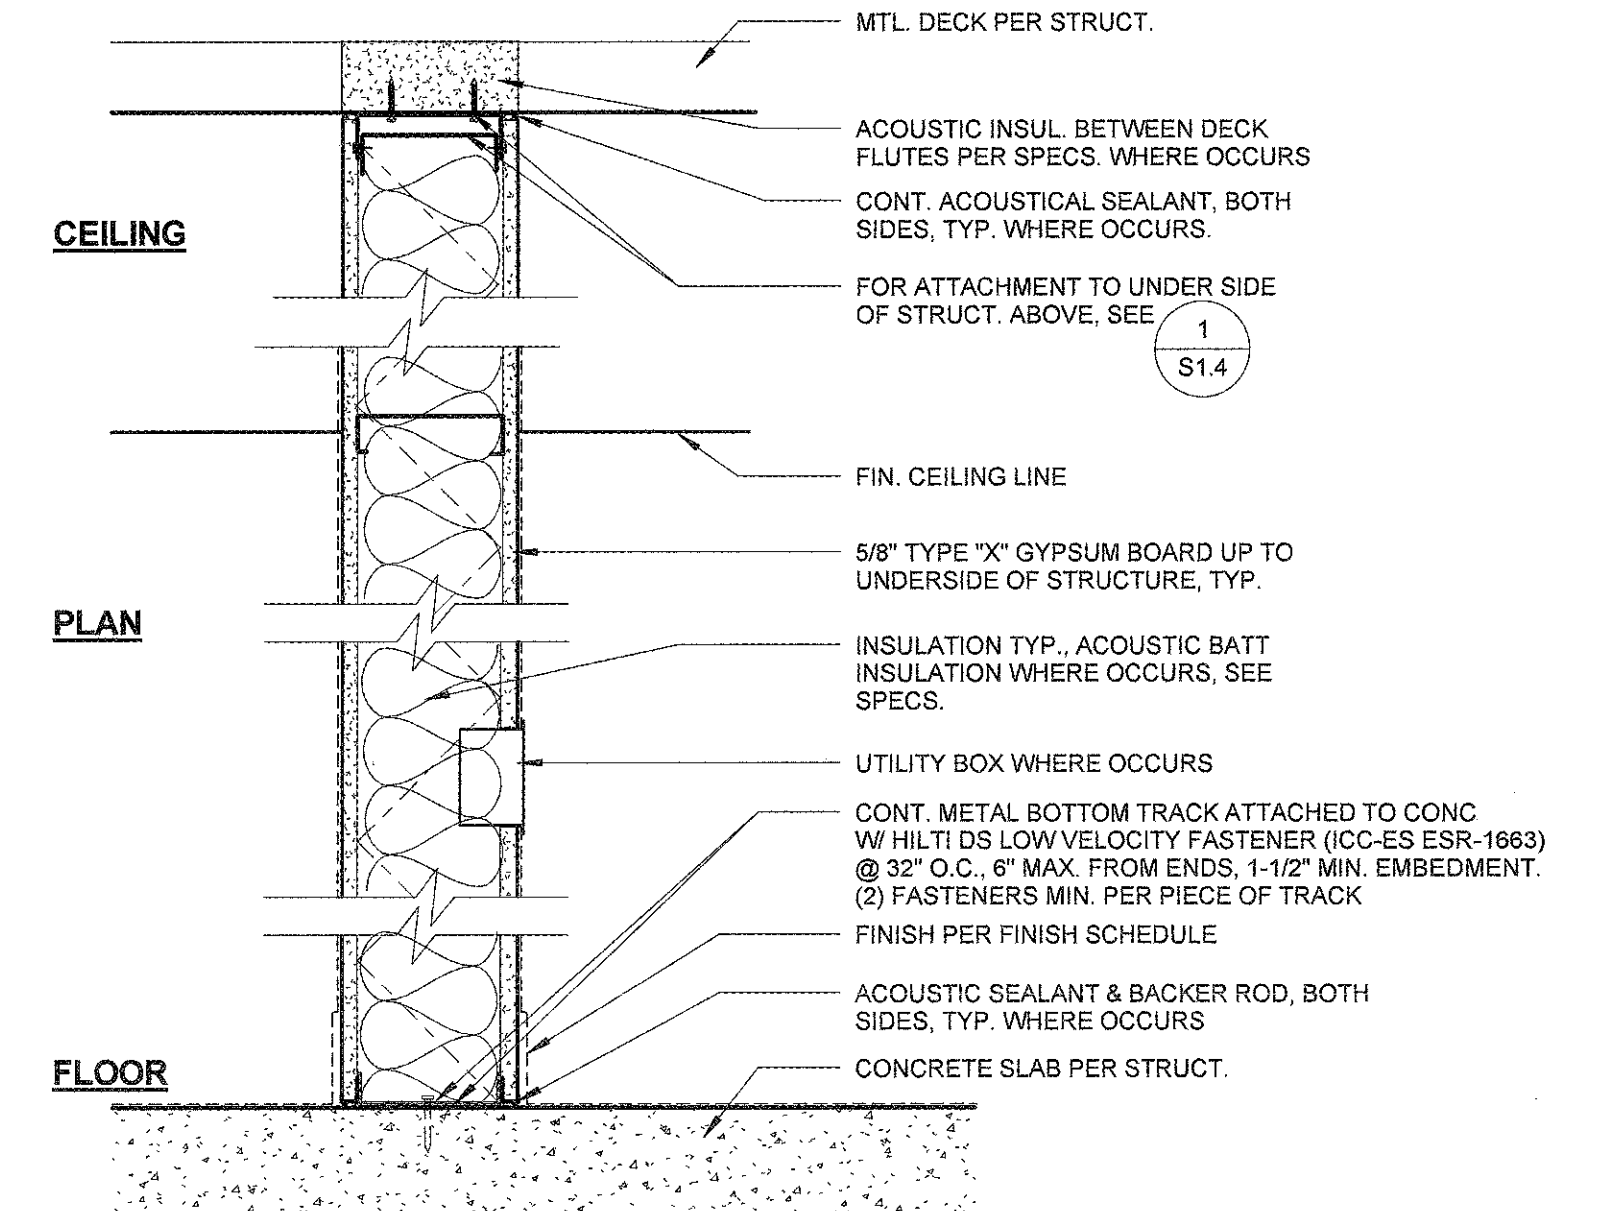 MTL. DECK PER STRUCT.
ACOUSTIC INSUL. BETWEEN DECK
FLUTES PER SPECS. WHERE OCCURS
CONT. ACOUSTICAL SEALANT, BOTH
SIDES, TYP. WHERE OCCURS.
CEILING
FOR ATTACHMENT TO UNDER SIDE
OF STRUCT. ABOVE, SEE
1
S1.4
FIN. CEILING LINE
5/8" TYPE "X" GYPSUM BOARD UP TO
UNDERSIDE OF STRUCTURE, TYP.
PLAN
INSULATION TYP., ACOUSTIC BATT
INSULATION WHERE OCCURS, SEE
SPECS.
UTILITY BOX WHERE OCCURS
CONT. METAL BOTTOM TRACK ATTACHED TO CONC
W/ HILTI DS LOW VELOCITY FASTENER (ICC-ES ESR-1663)
@ 32" O.C., 6" MAX. FROM ENDS, 1-1/2" MIN. EMBEDMENT.
(2) FASTENERS MIN. PER PIECE OF TRACK
FINISH PER FINISH SCHEDULE
ACOUSTIC SEALANT & BACKER ROD, BOTH
SIDES, TYP. WHERE OCCURS
FLOOR
CONCRETE SLAB PER STRUCT.